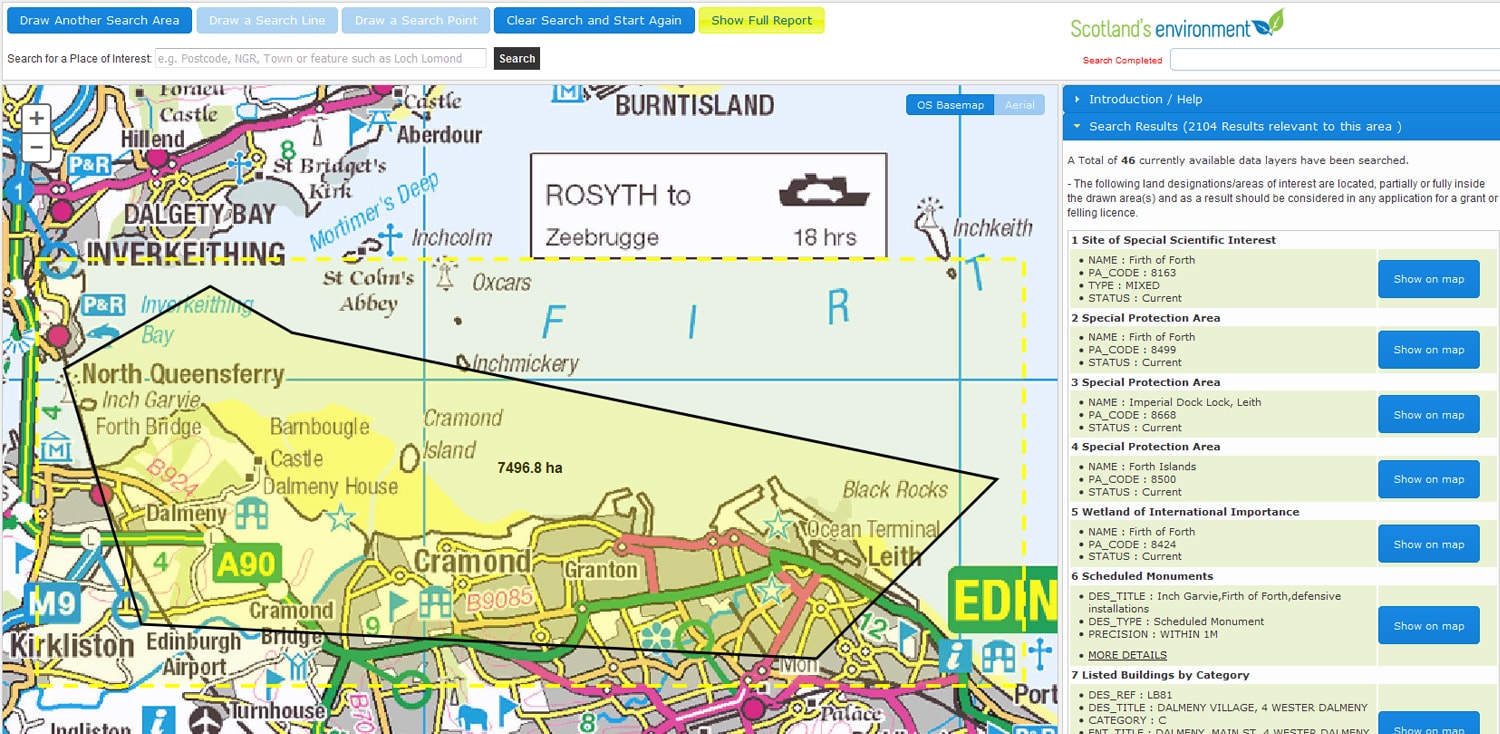 Draw Another Search Area
Draw a Search Line
Draw a Search Point
Clear Search and Start Again
Show Full Report
Scotland's environment
Search for a Place of Interest:
e.g. Postcode, NGR, Town or feature such as Loch Lomond
Search
Search Completed
+
−
OS Basemap
Aerial
Fordell
Castle
Hillend
P&R
8
Castle
Aberdour
St Bridget's
Kirk
BURNTISLAND
1
DALGETY BAY
INVERKEITHING
Mortimer's Deep
Inchcolm
St Colm's
Abbey
Oxcars
ROSYTH to
Zeebrugge
18 hrs
Inchkeith
F I R T
P&R
Inverkeithing
Bay
Inchmickery
North Queensferry
Inch Garvie
Forth Bridge
4
M
B924
Barnbougle
Castle
Dalmeny House
Cramond
Island
7496.8 ha
Black Rocks
Dalmeny
L
L
4
A90
Cramond
Granton
Ocean Terminal
Leith
M9
Cramond
Bridge
9
B9085
12
EDIN
Kirkliston
Edinburgh
Airport
Mon
Port
Turnhouse
Ingliston
B70
8
Palace
Introduction / Help
Search Results (2104 Results relevant to this area )
A Total of 46 currently available data layers have been searched.
- The following land designations/areas of interest are located, partially or fully inside
the drawn area(s) and as a result should be considered in any application for a grant or
felling licence.
1 Site of Special Scientific Interest
• NAME : Firth of Forth
• PA_CODE : 8163
• TYPE : MIXED
• STATUS : Current
Show on map
2 Special Protection Area
• NAME : Firth of Forth
• PA_CODE : 8499
• STATUS : Current
Show on map
3 Special Protection Area
• NAME : Imperial Dock Lock, Leith
• PA_CODE : 8668
• STATUS : Current
Show on map
4 Special Protection Area
• NAME : Forth Islands
• PA_CODE : 8500
• STATUS : Current
Show on map
5 Wetland of International Importance
• NAME : Firth of Forth
• PA_CODE : 8424
• STATUS : Current
Show on map
6 Scheduled Monuments
• DES_TITLE : Inch Garvie,Firth of Forth,defensive
installations
• DES_TYPE : Scheduled Monument
• PRECISION : WITHIN 1M
• MORE DETAILS
Show on map
7 Listed Buildings by Category
• DES_REF : LB81
• DES_TITLE : DALMENY VILLAGE, 4 WESTER DALMENY
• CATEGORY : C
• ENT_TITLE : DALMENY, MAIN ST, 4 WESTER DALMENY
Show on map